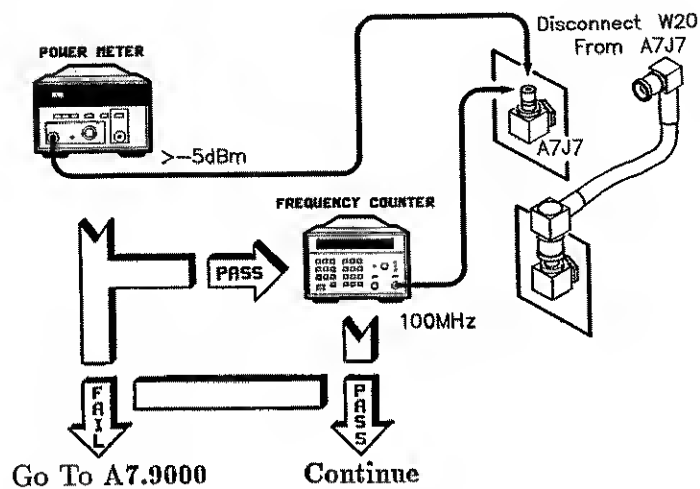 Disconnect W20
From A7J7
POWER METER
A7J7
>-5dBm
FREQUENCY COUNTER
PASS
100MHz
FAIL
PASS
Go To A7.9000
Continue